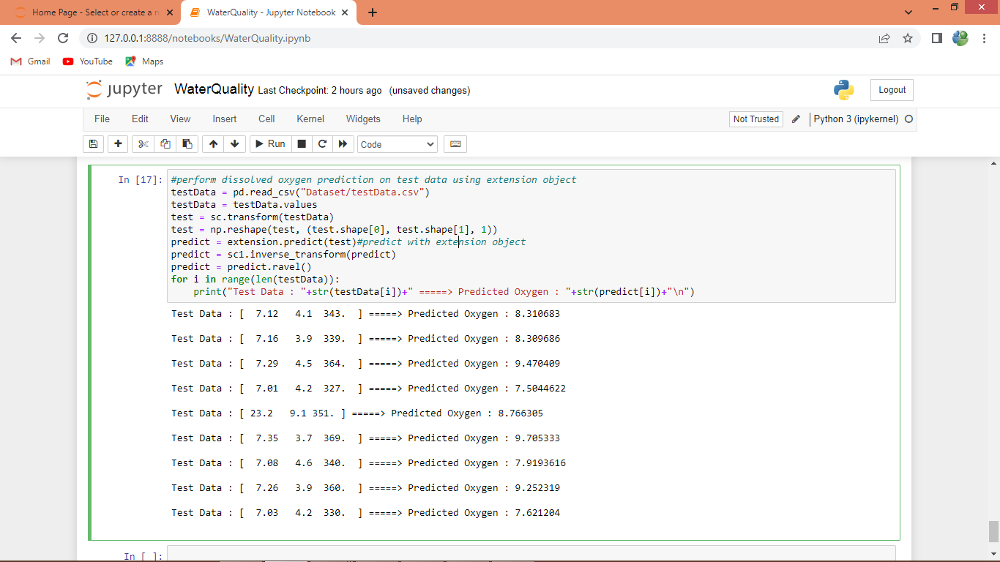 Home Page - Select or create a n
WaterQuality - Jupyter Notebook
127.0.0.1:8888/notebooks/WaterQuality.ipynb
Gmail YouTube Maps
jupyter WaterQuality Last Checkpoint: 2 hours ago (unsaved changes) Logout
File Edit View Insert Cell Kernel Widgets Help Not Trusted Python 3 (ipykernel)
Run Code
In [17]: #perform dissolved oxygen prediction on test data using extension object
testData = pd.read_csv("Dataset/testData.csv")
testData = testData.values
test = sc.transform(testData)
test = np.reshape(test, (test.shape[0], test.shape[1], 1))
predict = extension.predict(test)#predict with extension object
predict = sc1.inverse_transform(predict)
predict = predict.ravel()
for i in range(len(testData)):
    print("Test Data : "+str(testData[i])+" =====> Predicted Oxygen : "+str(predict[i])+"\n")
Test Data : [  7.12   4.1  343.  ] =====> Predicted Oxygen : 8.310683
Test Data : [  7.16   3.9  339.  ] =====> Predicted Oxygen : 8.309686
Test Data : [  7.29   4.5  364.  ] =====> Predicted Oxygen : 9.470409
Test Data : [  7.01   4.2  327.  ] =====> Predicted Oxygen : 7.5044622
Test Data : [ 23.2   9.1 351. ] =====> Predicted Oxygen : 8.766305
Test Data : [  7.35   3.7  369.  ] =====> Predicted Oxygen : 9.705333
Test Data : [  7.08   4.6  340.  ] =====> Predicted Oxygen : 7.9193616
Test Data : [  7.26   3.9  360.  ] =====> Predicted Oxygen : 9.252319
Test Data : [  7.03   4.2  330.  ] =====> Predicted Oxygen : 7.621204
In [ ]: